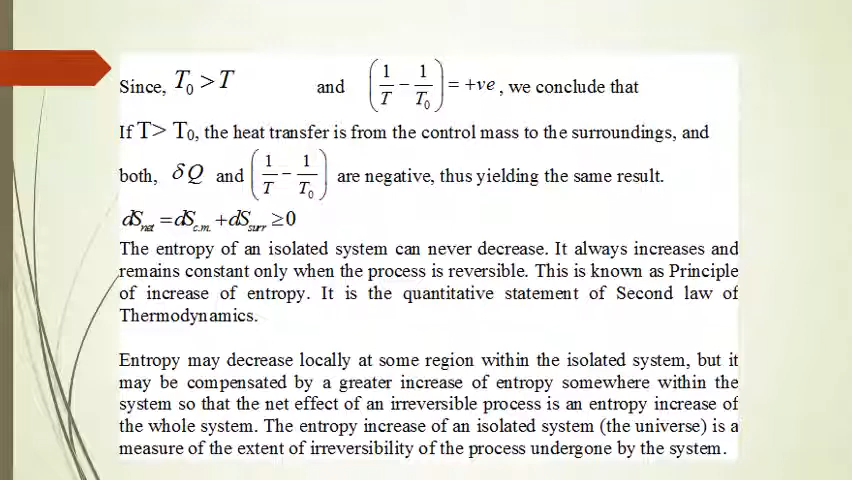 Since, T₀ > T and (1/T − 1/T₀) = +ve , we conclude that
If T> T₀, the heat transfer is from the control mass to the surroundings, and
both, δQ and (1/T − 1/T₀) are negative, thus yielding the same result.
dS_net = dS_c.m. + dS_surr ≥ 0
The entropy of an isolated system can never decrease. It always increases and
remains constant only when the process is reversible. This is known as Principle
of increase of entropy. It is the quantitative statement of Second law of
Thermodynamics.
Entropy may decrease locally at some region within the isolated system, but it
may be compensated by a greater increase of entropy somewhere within the
system so that the net effect of an irreversible process is an entropy increase of
the whole system. The entropy increase of an isolated system (the universe) is a
measure of the extent of irreversibility of the process undergone by the system.